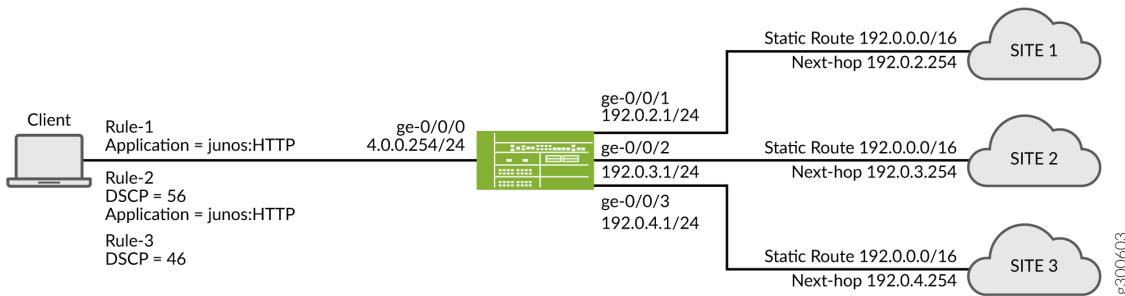 Client
Rule-1
Application = junos:HTTP
Rule-2
DSCP = 56
Application = junos:HTTP
Rule-3
DSCP = 46
ge-0/0/0
4.0.0.254/24
ge-0/0/1
192.0.2.1/24
ge-0/0/2
192.0.3.1/24
ge-0/0/3
192.0.4.1/24
Static Route 192.0.0.0/16
Next-hop 192.0.2.254
SITE 1
Static Route 192.0.0.0/16
Next-hop 192.0.3.254
SITE 2
Static Route 192.0.0.0/16
Next-hop 192.0.4.254
SITE 3
g300603